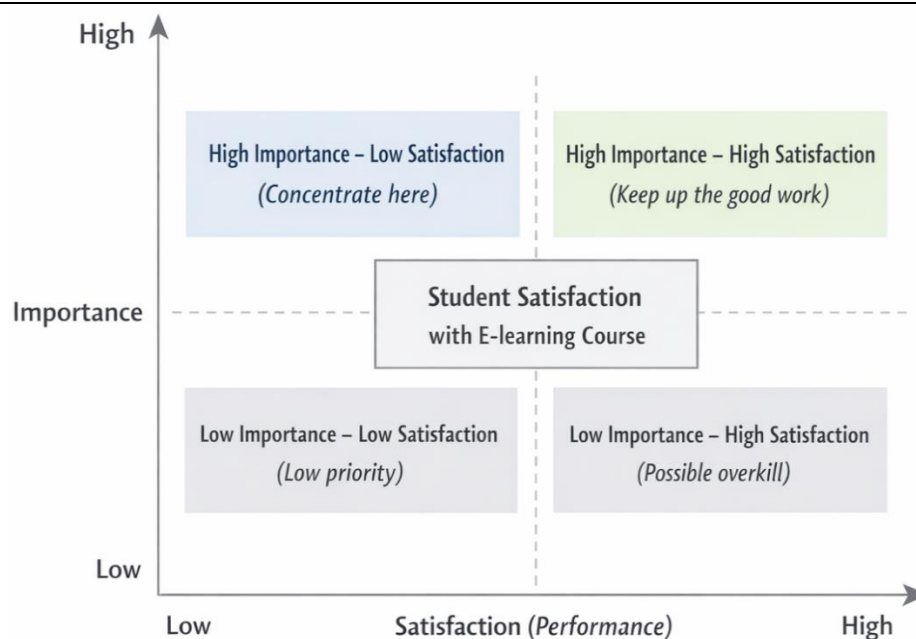 High
High Importance – Low Satisfaction
(Concentrate here)
High Importance – High Satisfaction
(Keep up the good work)
Importance
Student Satisfaction
with E-learning Course
Low Importance – Low Satisfaction
(Low priority)
Low Importance – High Satisfaction
(Possible overkill)
Low
Low
Satisfaction (Performance)
High